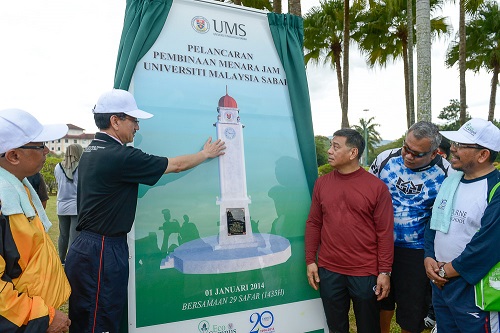 UMS
PELANCARAN
PEMBINAAN MENARA JAM
UNIVERSITI MALAYSIA SABAH
01 JANUARI 2014
BERSAMAAN 29 SAFAR (1435H)
20